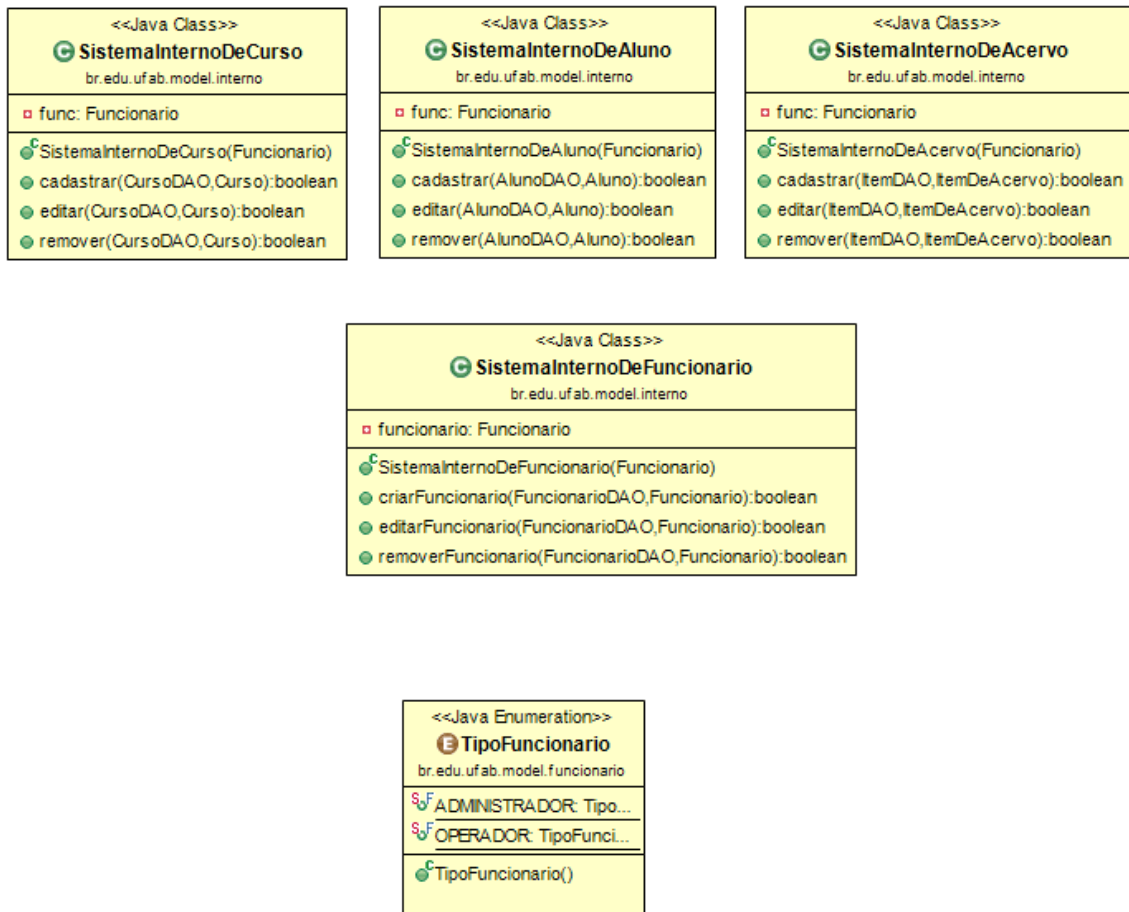 <<Java Class>>
SistemaInternoDeCurso
br.edu.ufab.model.interno
func: Funcionario
SistemaInternoDeCurso(Funcionario)
cadastrar(CursoDAO,Curso):boolean
editar(CursoDAO,Curso):boolean
remover(CursoDAO,Curso):boolean
<<Java Class>>
SistemaInternoDeAluno
br.edu.ufab.model.interno
func: Funcionario
SistemaInternoDeAluno(Funcionario)
cadastrar(AlunoDAO,Aluno):boolean
editar(AlunoDAO,Aluno):boolean
remover(AlunoDAO,Aluno):boolean
<<Java Class>>
SistemaInternoDeAcervo
br.edu.ufab.model.interno
func: Funcionario
SistemaInternoDeAcervo(Funcionario)
cadastrar(ItemDAO,ItemDeAcervo):boolean
editar(ItemDAO,ItemDeAcervo):boolean
remover(ItemDAO,ItemDeAcervo):boolean
<<Java Class>>
SistemaInternoDeFuncionario
br.edu.ufab.model.interno
funcionario: Funcionario
SistemaInternoDeFuncionario(Funcionario)
criarFuncionario(FuncionarioDAO,Funcionario):boolean
editarFuncionario(FuncionarioDAO,Funcionario):boolean
removerFuncionario(FuncionarioDAO,Funcionario):boolean
<<Java Enumeration>>
TipoFuncionario
br.edu.ufab.model.funcionario
ADMINISTRADOR: Tipo...
OPERADOR: TipoFunci...
TipoFuncionario()